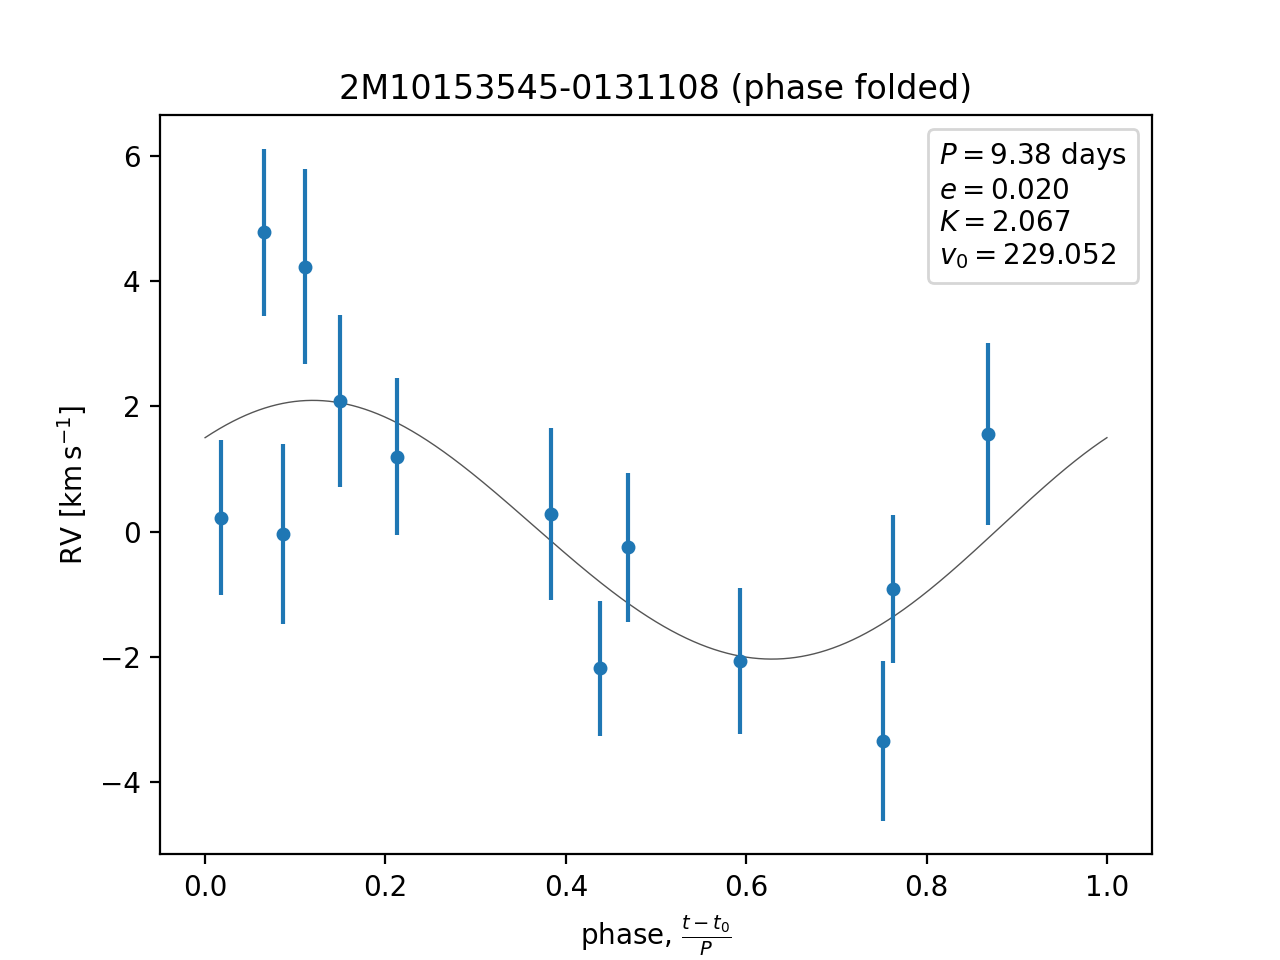 2M10153545-0131108 (phase folded)
P = 9.38 days
e = 0.020
K = 2.067
v₀ = 229.052
6
4
2
0
−2
−4
RV [km s⁻¹]
0.0 0.2 0.4 0.6 0.8 1.0
phase, (t − t₀)/P